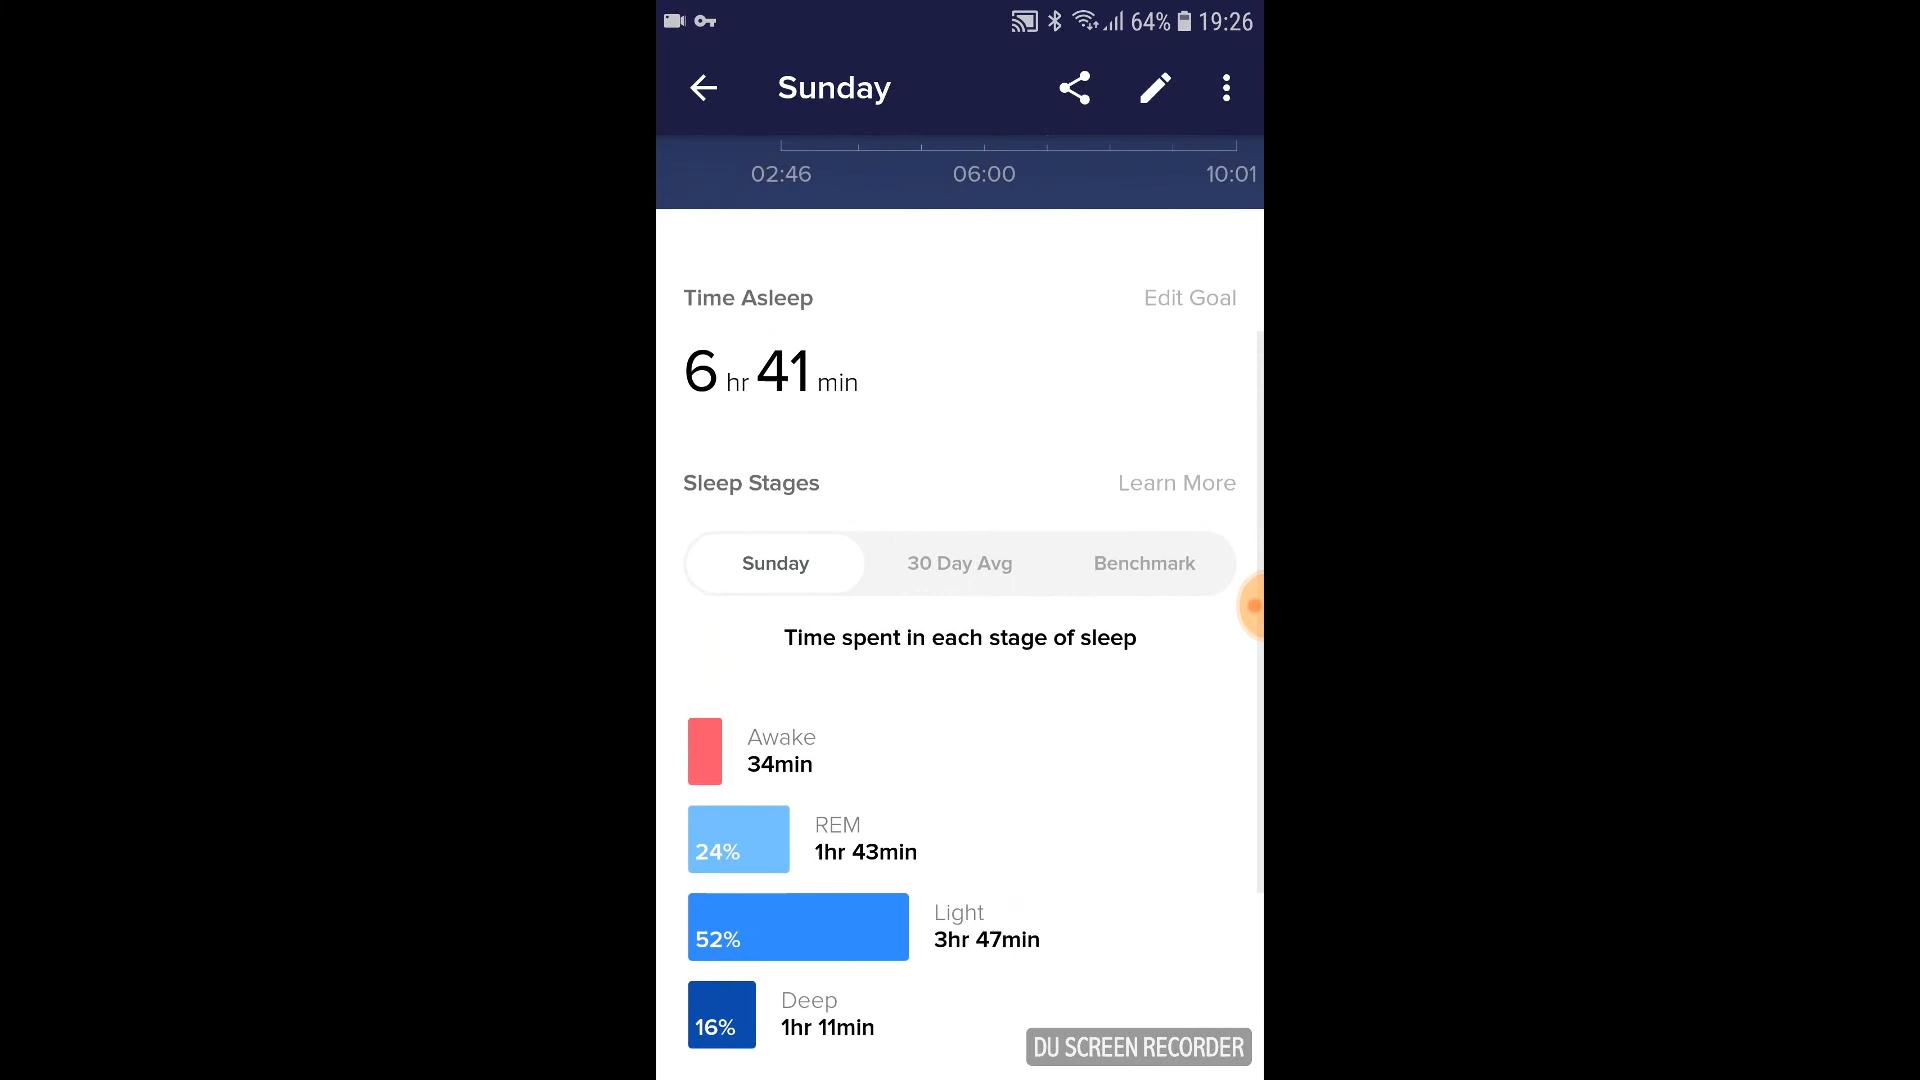 64% 19:26
Sunday
02:46 06:00 10:01
Time Asleep Edit Goal
6 hr 41 min
Sleep Stages Learn More
Sunday 30 Day Avg Benchmark
Time spent in each stage of sleep
Awake
34min
REM
24% 1hr 43min
Light
52% 3hr 47min
Deep
16% 1hr 11min
DU SCREEN RECORDER